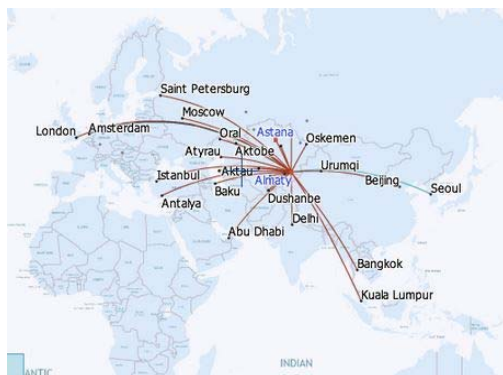 Saint Petersburg
Moscow
London
Amsterdam
Oral
Astana
Oskemen
Aktobe
Atyrau
Urumqi
Istanbul
Aktau
Almaty
Beijing
Seoul
Baku
Dushanbe
Antalya
Delhi
Abu Dhabi
Bangkok
Kuala Lumpur
INDIAN
ANTIC